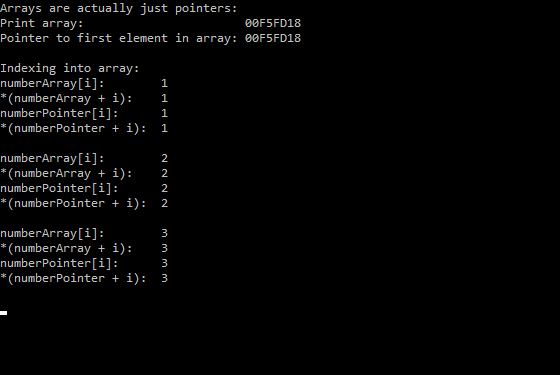 Arrays are actually just pointers:
Print array:                       00F5FD18
Pointer to first element in array: 00F5FD18
Indexing into array:
numberArray[i]:        1
*(numberArray + i):    1
numberPointer[i]:      1
*(numberPointer + i):  1
numberArray[i]:        2
*(numberArray + i):    2
numberPointer[i]:      2
*(numberPointer + i):  2
numberArray[i]:        3
*(numberArray + i):    3
numberPointer[i]:      3
*(numberPointer + i):  3